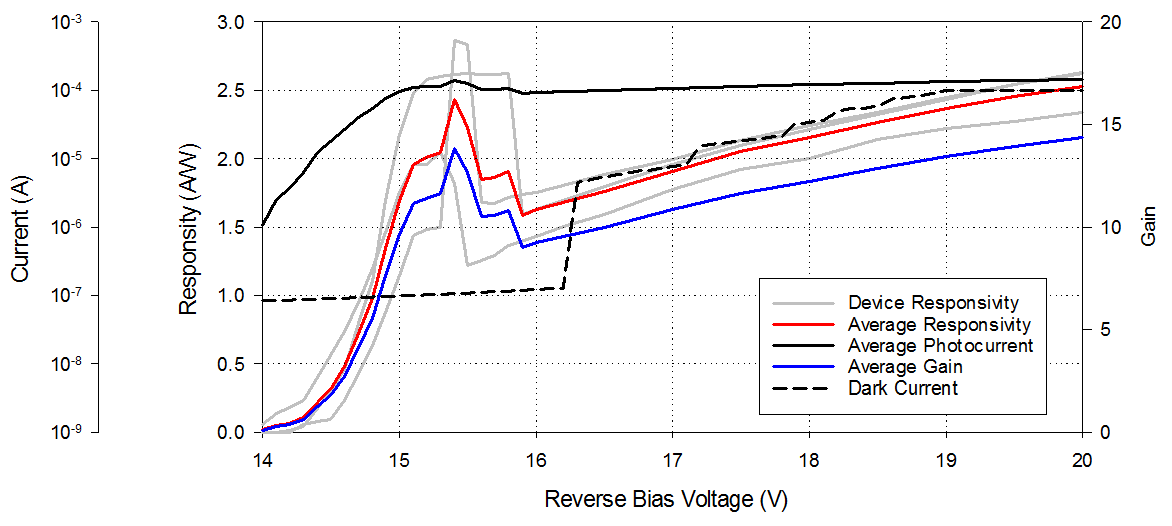 Current (A)
10-3
10-4
10-5
10-6
10-7
10-8
10-9
Responsity (A/W)
3.0
2.5
2.0
1.5
1.0
0.5
0.0
20
15
10
5
0
Gain
Device Responsivity
Average Responsivity
Average Photocurrent
Average Gain
Dark Current
14 15 16 17 18 19 20
Reverse Bias Voltage (V)